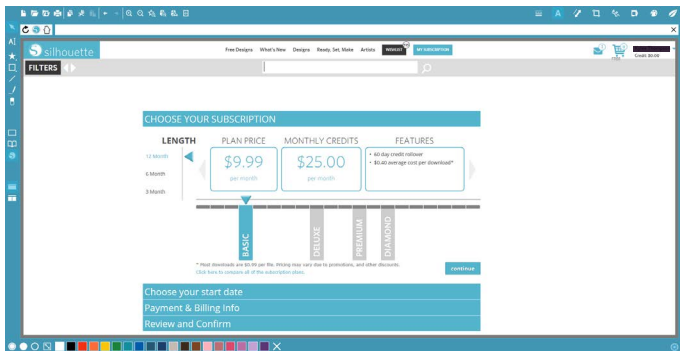 silhouette
Free Designs What's New Designs Ready, Set, Make Artists WISHLIST MY SUBSCRIPTION
Credit $0.00
FILTERS
CHOOSE YOUR SUBSCRIPTION
LENGTH PLAN PRICE MONTHLY CREDITS FEATURES
12 Month
6 Month
3 Month
$9.99
per month
$25.00
per month
• 60 day credit rollover
• $0.40 average cost per download*
BASIC DELUXE PREMIUM DIAMOND
* Most downloads are $0.99 per file. Pricing may vary due to promotions, and other discounts.
Click here to compare all of the subscription plans.
continue
Choose your start date
Payment & Billing Info
Review and Confirm